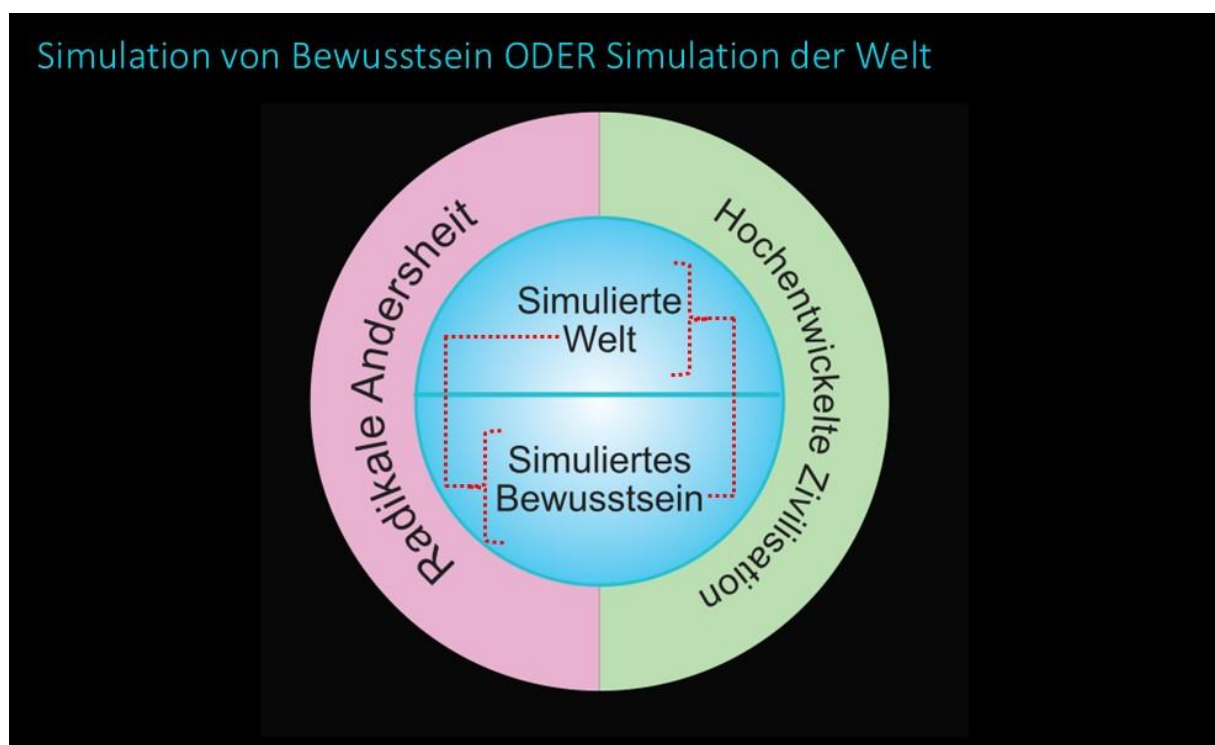 Simulation von Bewusstsein ODER Simulation der Welt
Radikale Andersheit
Hochentwickelte Zivilisation
Simulierte
Welt
Simuliertes
Bewusstsein